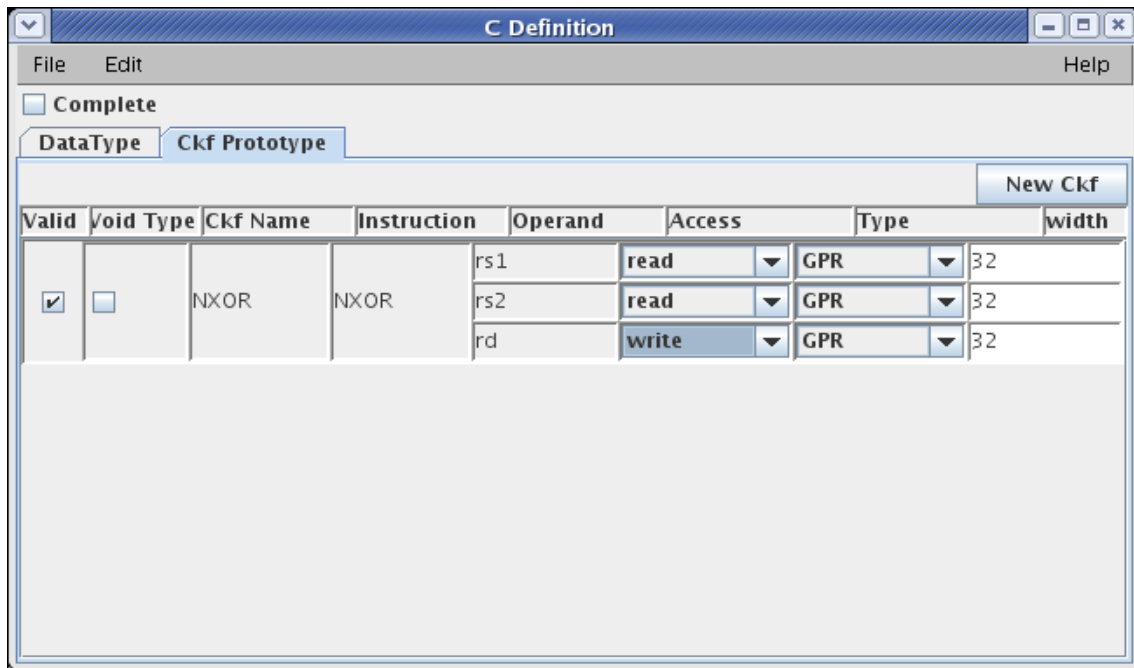 C Definition
File Edit Help
Complete
DataType Ckf Prototype
New Ckf
Valid Void Type Ckf Name Instruction Operand Access Type width
rs1 read GPR 32
NXOR NXOR rs2 read GPR 32
rd write GPR 32